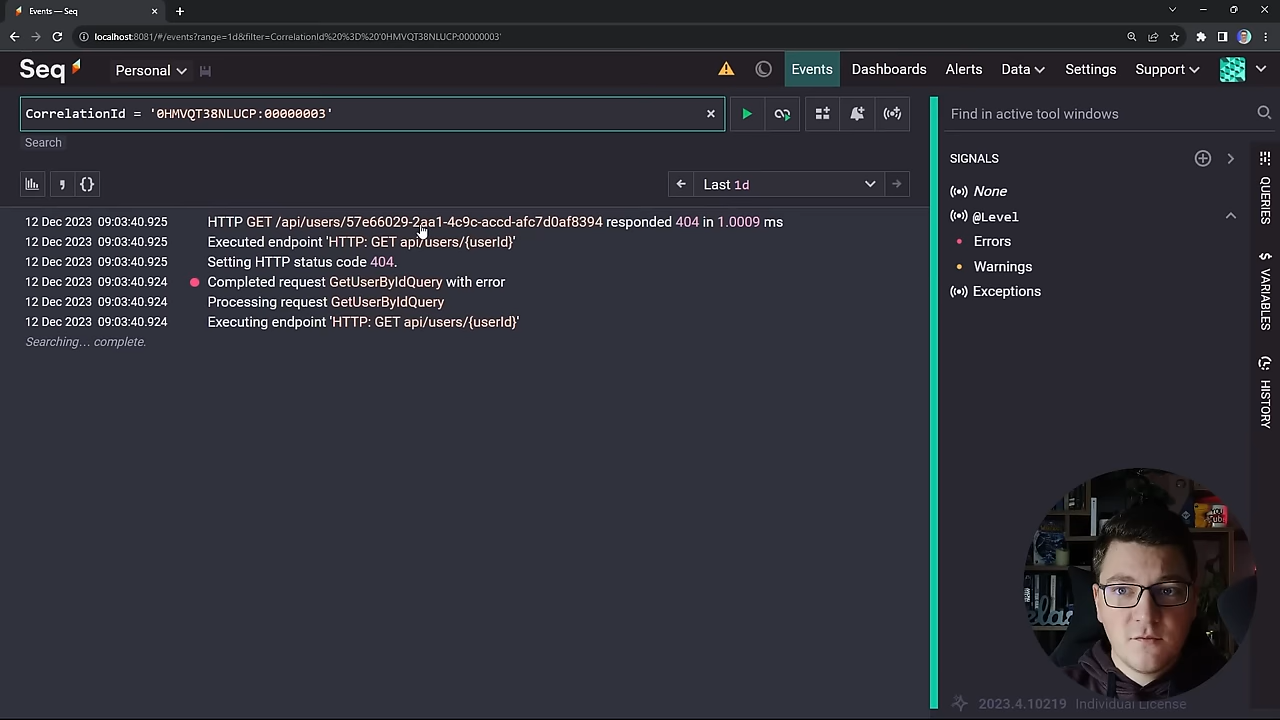 Events — Seq
localhost:8081/#/events?range=1d&filter=CorrelationId%20%3D%20'0HMVQT38NLUCP:00000003'
Seq
Personal
Events
Dashboards
Alerts
Data
Settings
Support
CorrelationId = '0HMVQT38NLUCP:00000003'
Search
Find in active tool windows
Last 1d
SIGNALS
None
@Level
Errors
Warnings
Exceptions
QUERIES
$ VARIABLES
HISTORY
12 Dec 2023 09:03:40.925 HTTP GET /api/users/57e66029-2aa1-4c9c-accd-afc7d0af8394 responded 404 in 1.0009 ms
12 Dec 2023 09:03:40.925 Executed endpoint 'HTTP: GET api/users/{userId}'
12 Dec 2023 09:03:40.925 Setting HTTP status code 404.
12 Dec 2023 09:03:40.924 Completed request GetUserByIdQuery with error
12 Dec 2023 09:03:40.924 Processing request GetUserByIdQuery
12 Dec 2023 09:03:40.924 Executing endpoint 'HTTP: GET api/users/{userId}'
Searching… complete.
You
Tube
2023.4.10219 Individual License